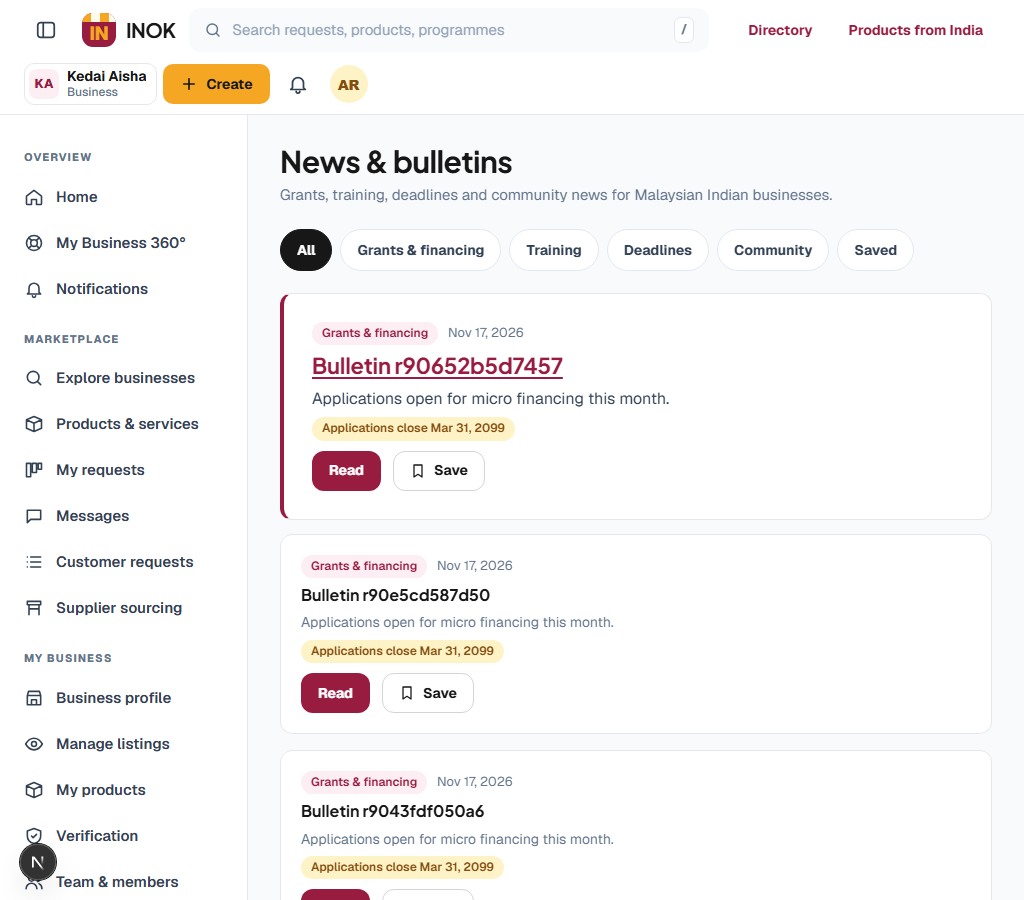 IN INOK
Search requests, products, programmes /
Directory
Products from India
KA Kedai Aisha
Business
+ Create
AR
OVERVIEW
Home
My Business 360°
Notifications
MARKETPLACE
Explore businesses
Products & services
My requests
Messages
Customer requests
Supplier sourcing
MY BUSINESS
Business profile
Manage listings
My products
Verification
N
Team & members
News & bulletins
Grants, training, deadlines and community news for Malaysian Indian businesses.
All Grants & financing Training Deadlines Community Saved
Grants & financing Nov 17, 2026
Bulletin r90652b5d7457
Applications open for micro financing this month.
Applications close Mar 31, 2099
Read Save
Grants & financing Nov 17, 2026
Bulletin r90e5cd587d50
Applications open for micro financing this month.
Applications close Mar 31, 2099
Read Save
Grants & financing Nov 17, 2026
Bulletin r9043fdf050a6
Applications open for micro financing this month.
Applications close Mar 31, 2099